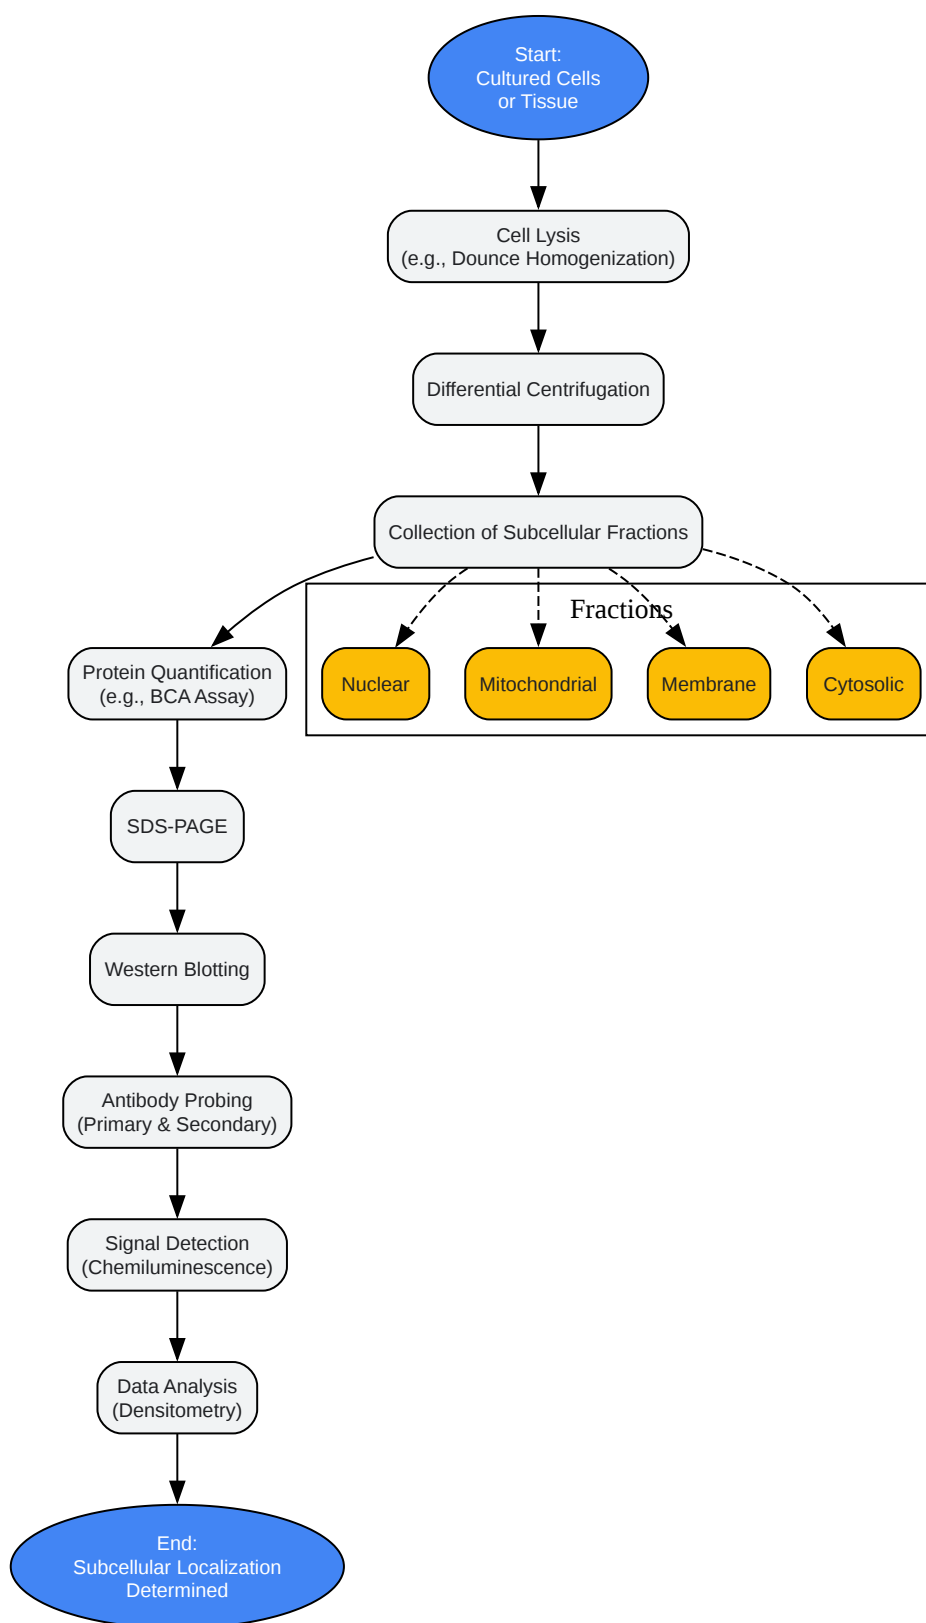 Start:
Cultured Cells
or Tissue
Cell Lysis
(e.g., Dounce Homogenization)
Differential Centrifugation
Collection of Subcellular Fractions
Fractions
Protein Quantification
(e.g., BCA Assay)
Nuclear
Mitochondrial
Membrane
Cytosolic
SDS-PAGE
Western Blotting
Antibody Probing
(Primary & Secondary)
Signal Detection
(Chemiluminescence)
Data Analysis
(Densitometry)
End:
Subcellular Localization
Determined